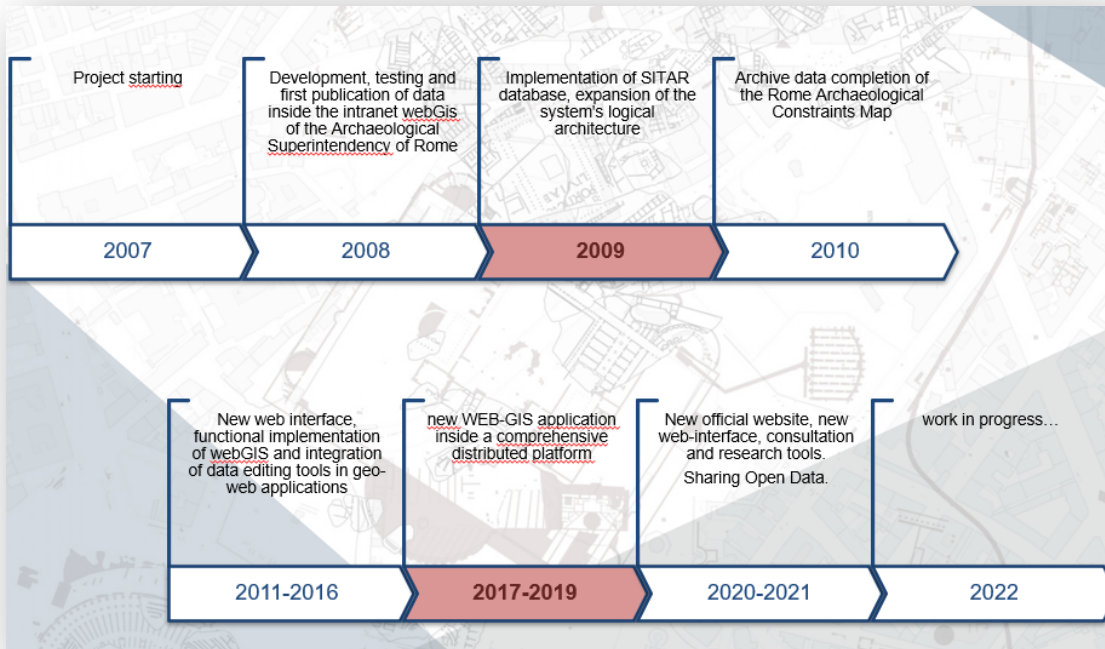 Project starting
Development, testing and
first publication of data
inside the intranet webGis
of the Archaeological
Superintendency of Rome
Implementation of SITAR
database, expansion of the
system's logical
architecture
Archive data completion of
the Rome Archaeological
Constraints Map
2007
2008
2009
2010
New web interface,
functional implementation
of webGIS and integration
of data editing tools in geo-
web applications
new WEB-GIS application
inside a comprehensive
distributed platform
New official website, new
web-interface, consultation
and research tools.
Sharing Open Data.
work in progress…
2011-2016
2017-2019
2020-2021
2022